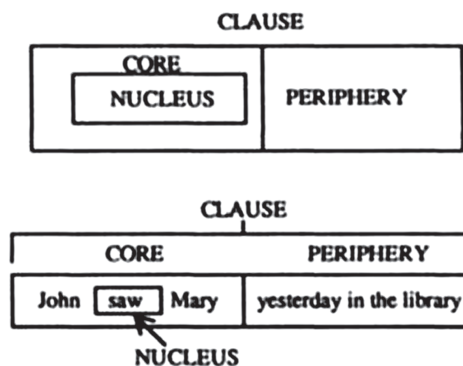 CLAUSE
CORE
NUCLEUS PERIPHERY
CLAUSE
CORE PERIPHERY
John saw Mary yesterday in the library
NUCLEUS